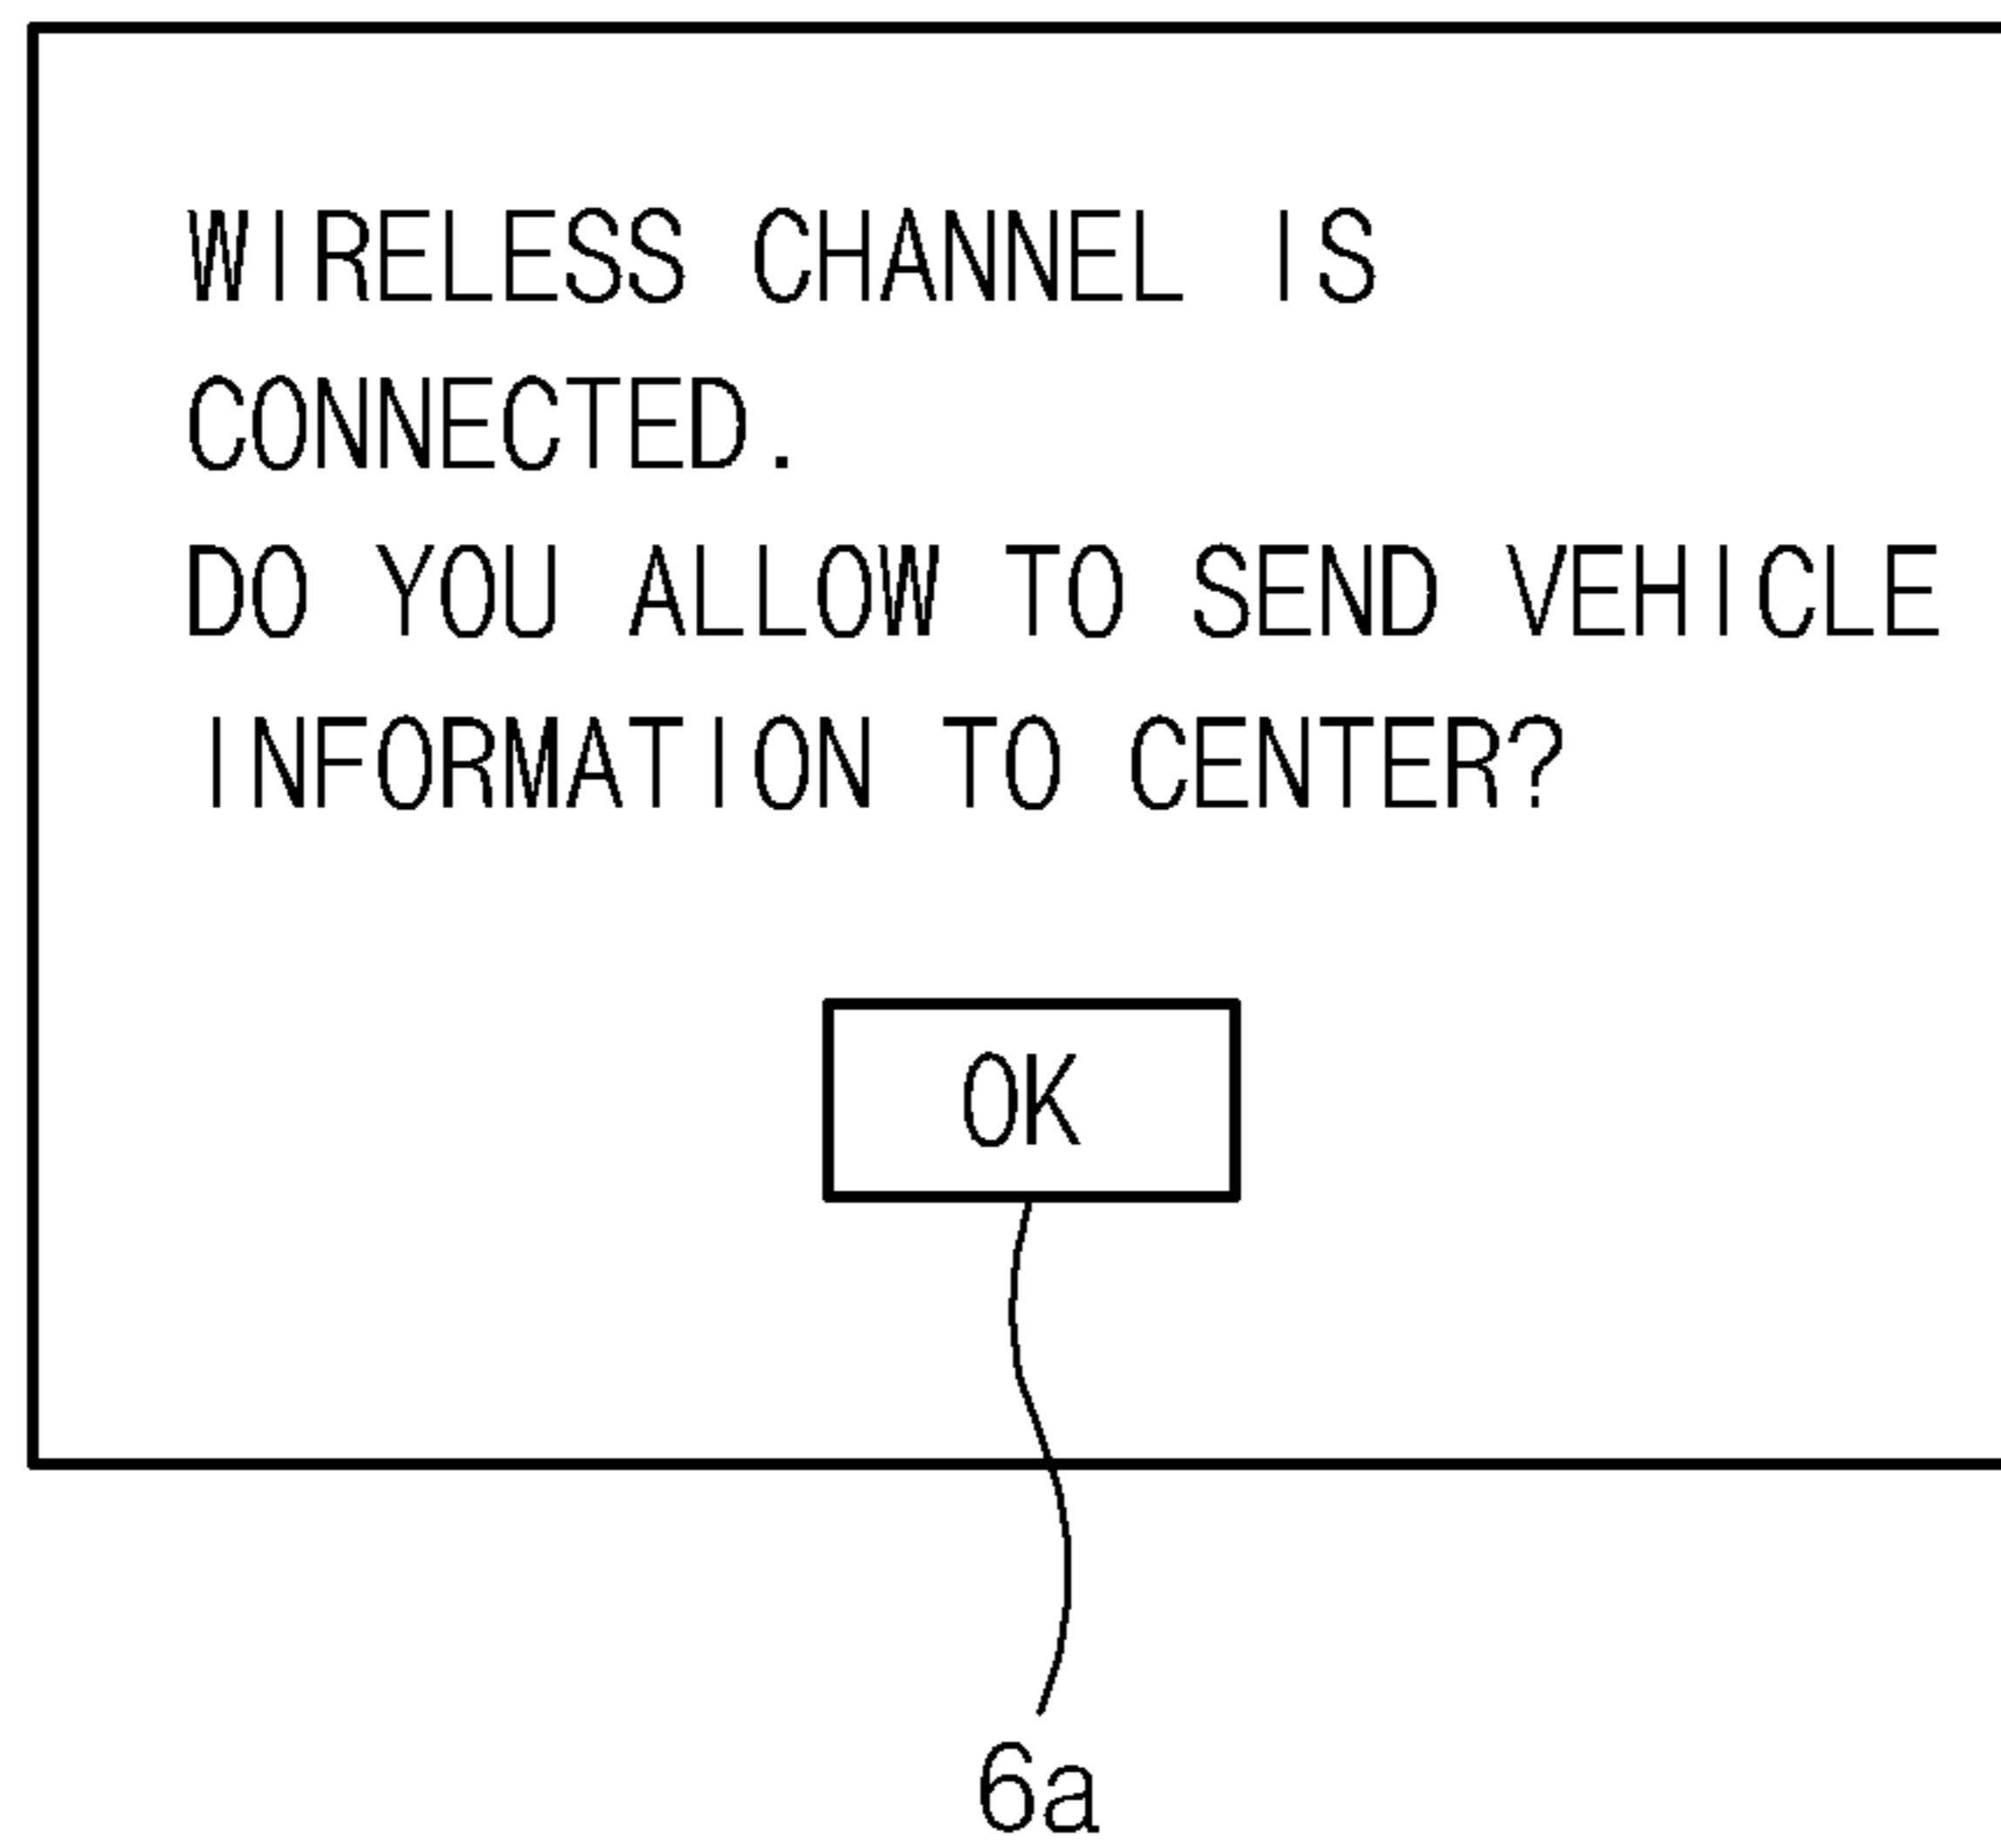 WIRELESS CHANNEL IS
CONNECTED.
DO YOU ALLOW TO SEND VEHICLE
INFORMATION TO CENTER?
OK
6a